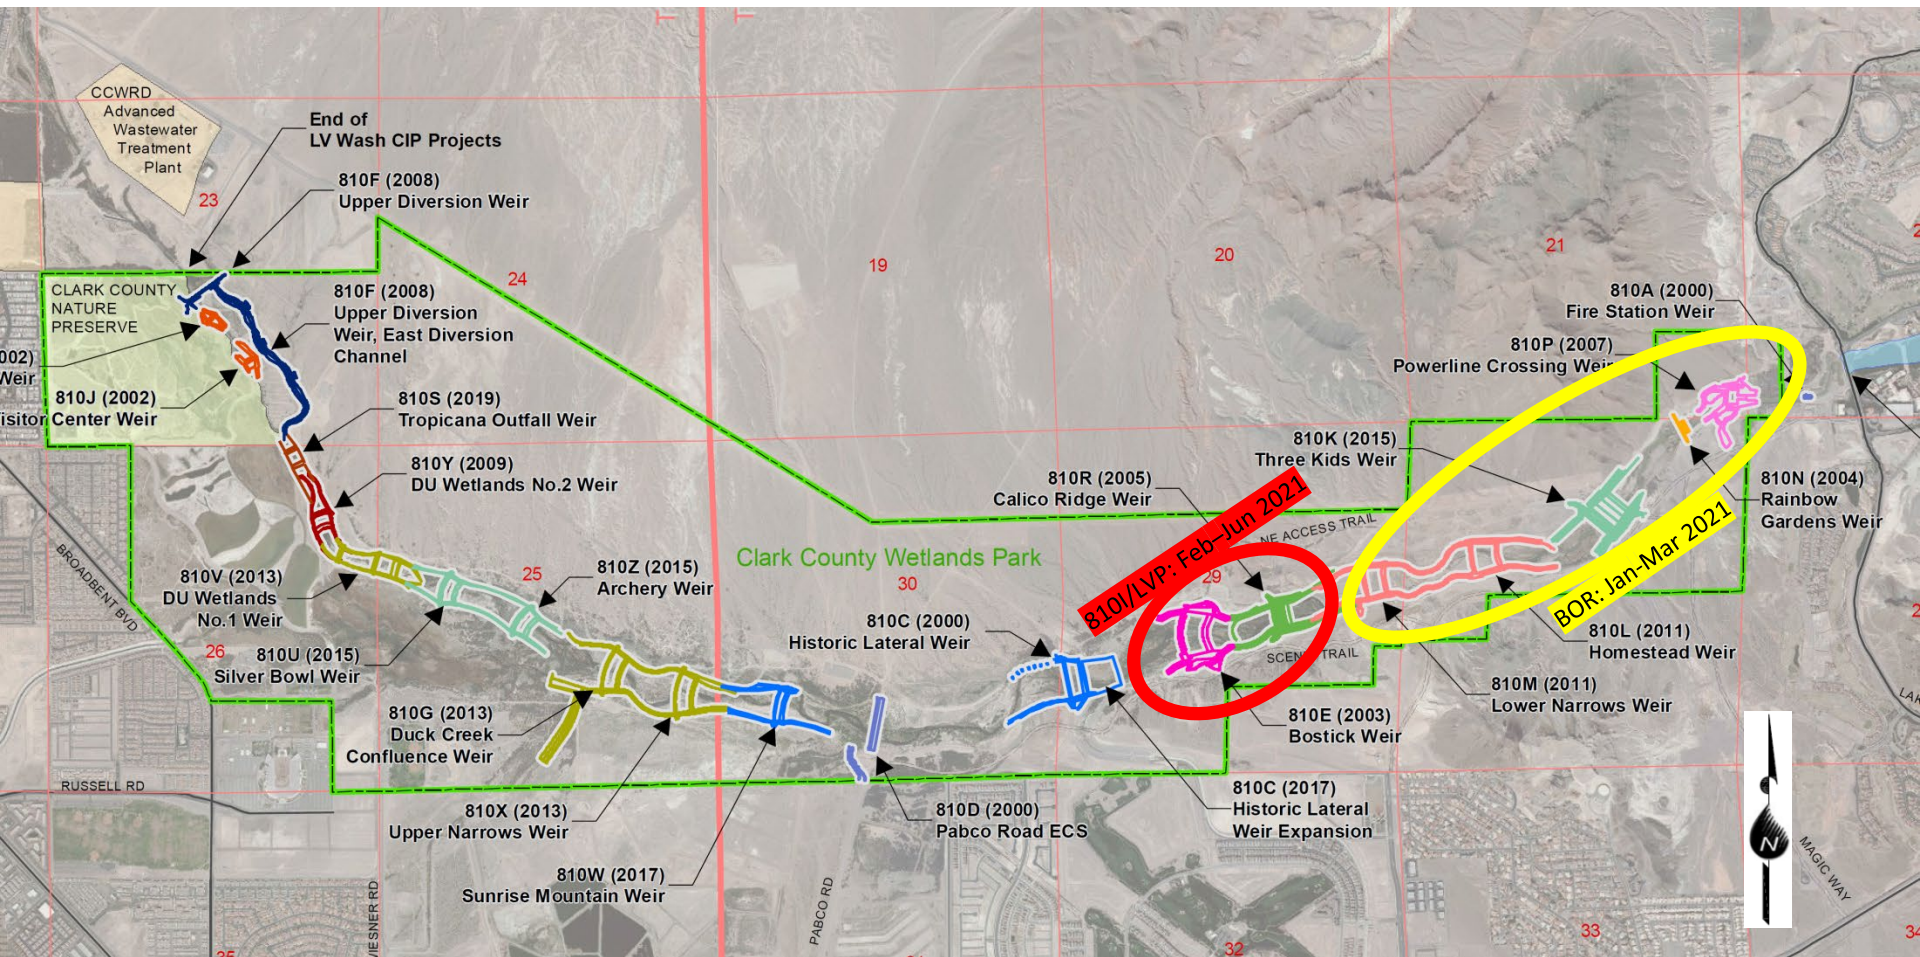 CCWRD
Advanced
Wastewater
Treatment
Plant
End of
LV Wash CIP Projects
23
810F (2008)
Upper Diversion Weir
24
19
20
21
CLARK COUNTY
NATURE
PRESERVE
810F (2008)
Upper Diversion
Weir, East Diversion
Channel
810A (2000)
Fire Station Weir
810P (2007)
Powerline Crossing Weir
002)
Weir
810J (2002)
isitor Center Weir
810S (2019)
Tropicana Outfall Weir
810K (2015)
Three Kids Weir
810Y (2009)
DU Wetlands No.2 Weir
810R (2005)
Calico Ridge Weir
810N (2004)
Rainbow
Gardens Weir
810I/LVP: Feb–Jun 2021
NE ACCESS TRAIL
BOR: Jan-Mar 2021
BROADBENT BLVD
Clark County Wetlands Park
810V (2013)
DU Wetlands
No.1 Weir
25
810Z (2015)
Archery Weir
30
29
810C (2000)
Historic Lateral Weir
26
810U (2015)
Silver Bowl Weir
SCENIC TRAIL
810L (2011)
Homestead Weir
810M (2011)
Lower Narrows Weir
810G (2013)
Duck Creek
Confluence Weir
810E (2003)
Bostick Weir
RUSSELL RD
810X (2013)
Upper Narrows Weir
810D (2000)
Pabco Road ECS
810C (2017)
Historic Lateral
Weir Expansion
N
MAGIC WAY
810W (2017)
Sunrise Mountain Weir
PABCO RD
WIESNER RD
32
33
34
35